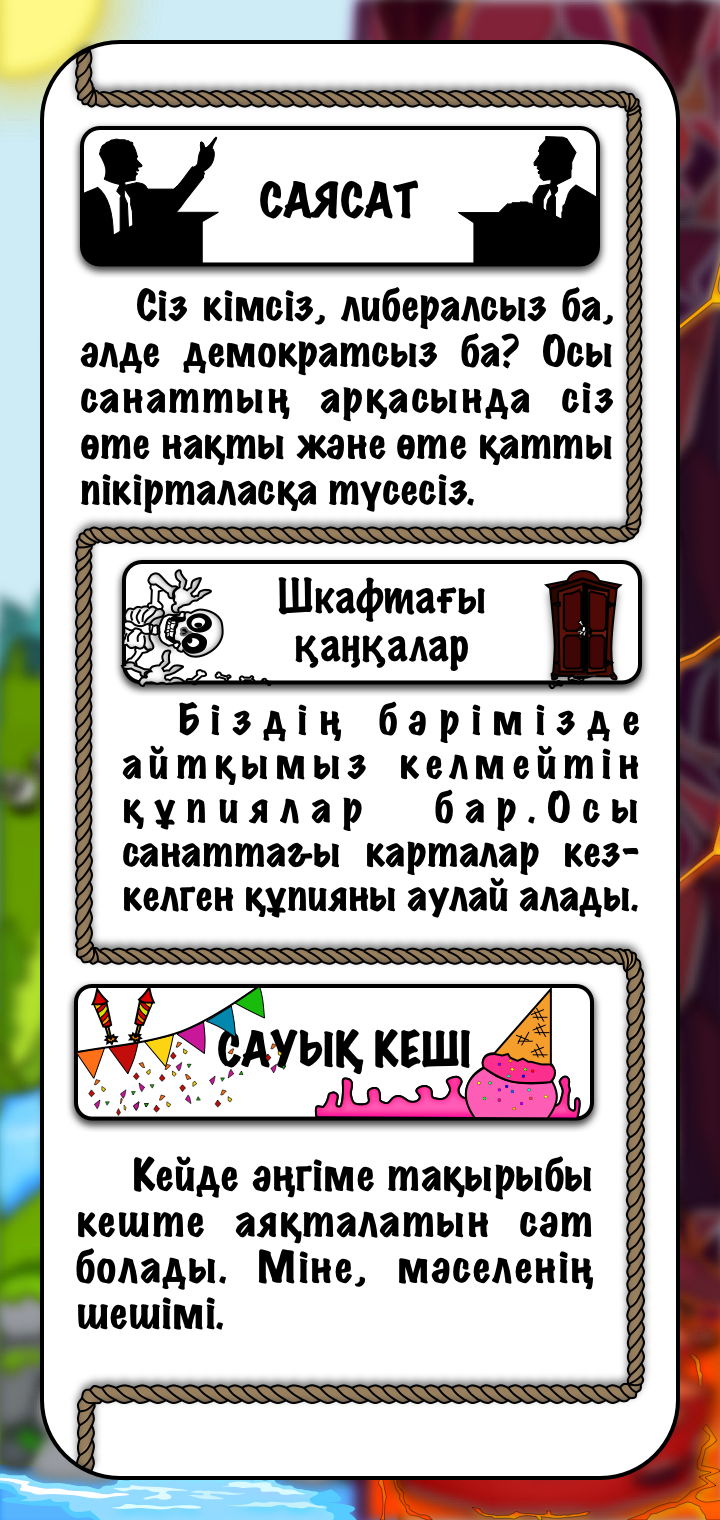 САЯСАТ
Сіз кімсіз, либералсыз ба,
әлде демократсыз ба? Осы
санаттың арқасында сіз
өте нақты және өте қатты
пікірталасқа түсесіз.
Шкафтағы
қаңқалар
Біздің бәрімізде
айтқымыз келмейтін
құпиялар бар.Осы
санаттағы карталар кез-
келген құпияны аулай алады.
САУЫҚ КЕШІ
Кейде әңгіме тақырыбы
кеште аяқталатын сәт
болады. Міне, мәселенің
шешімі.